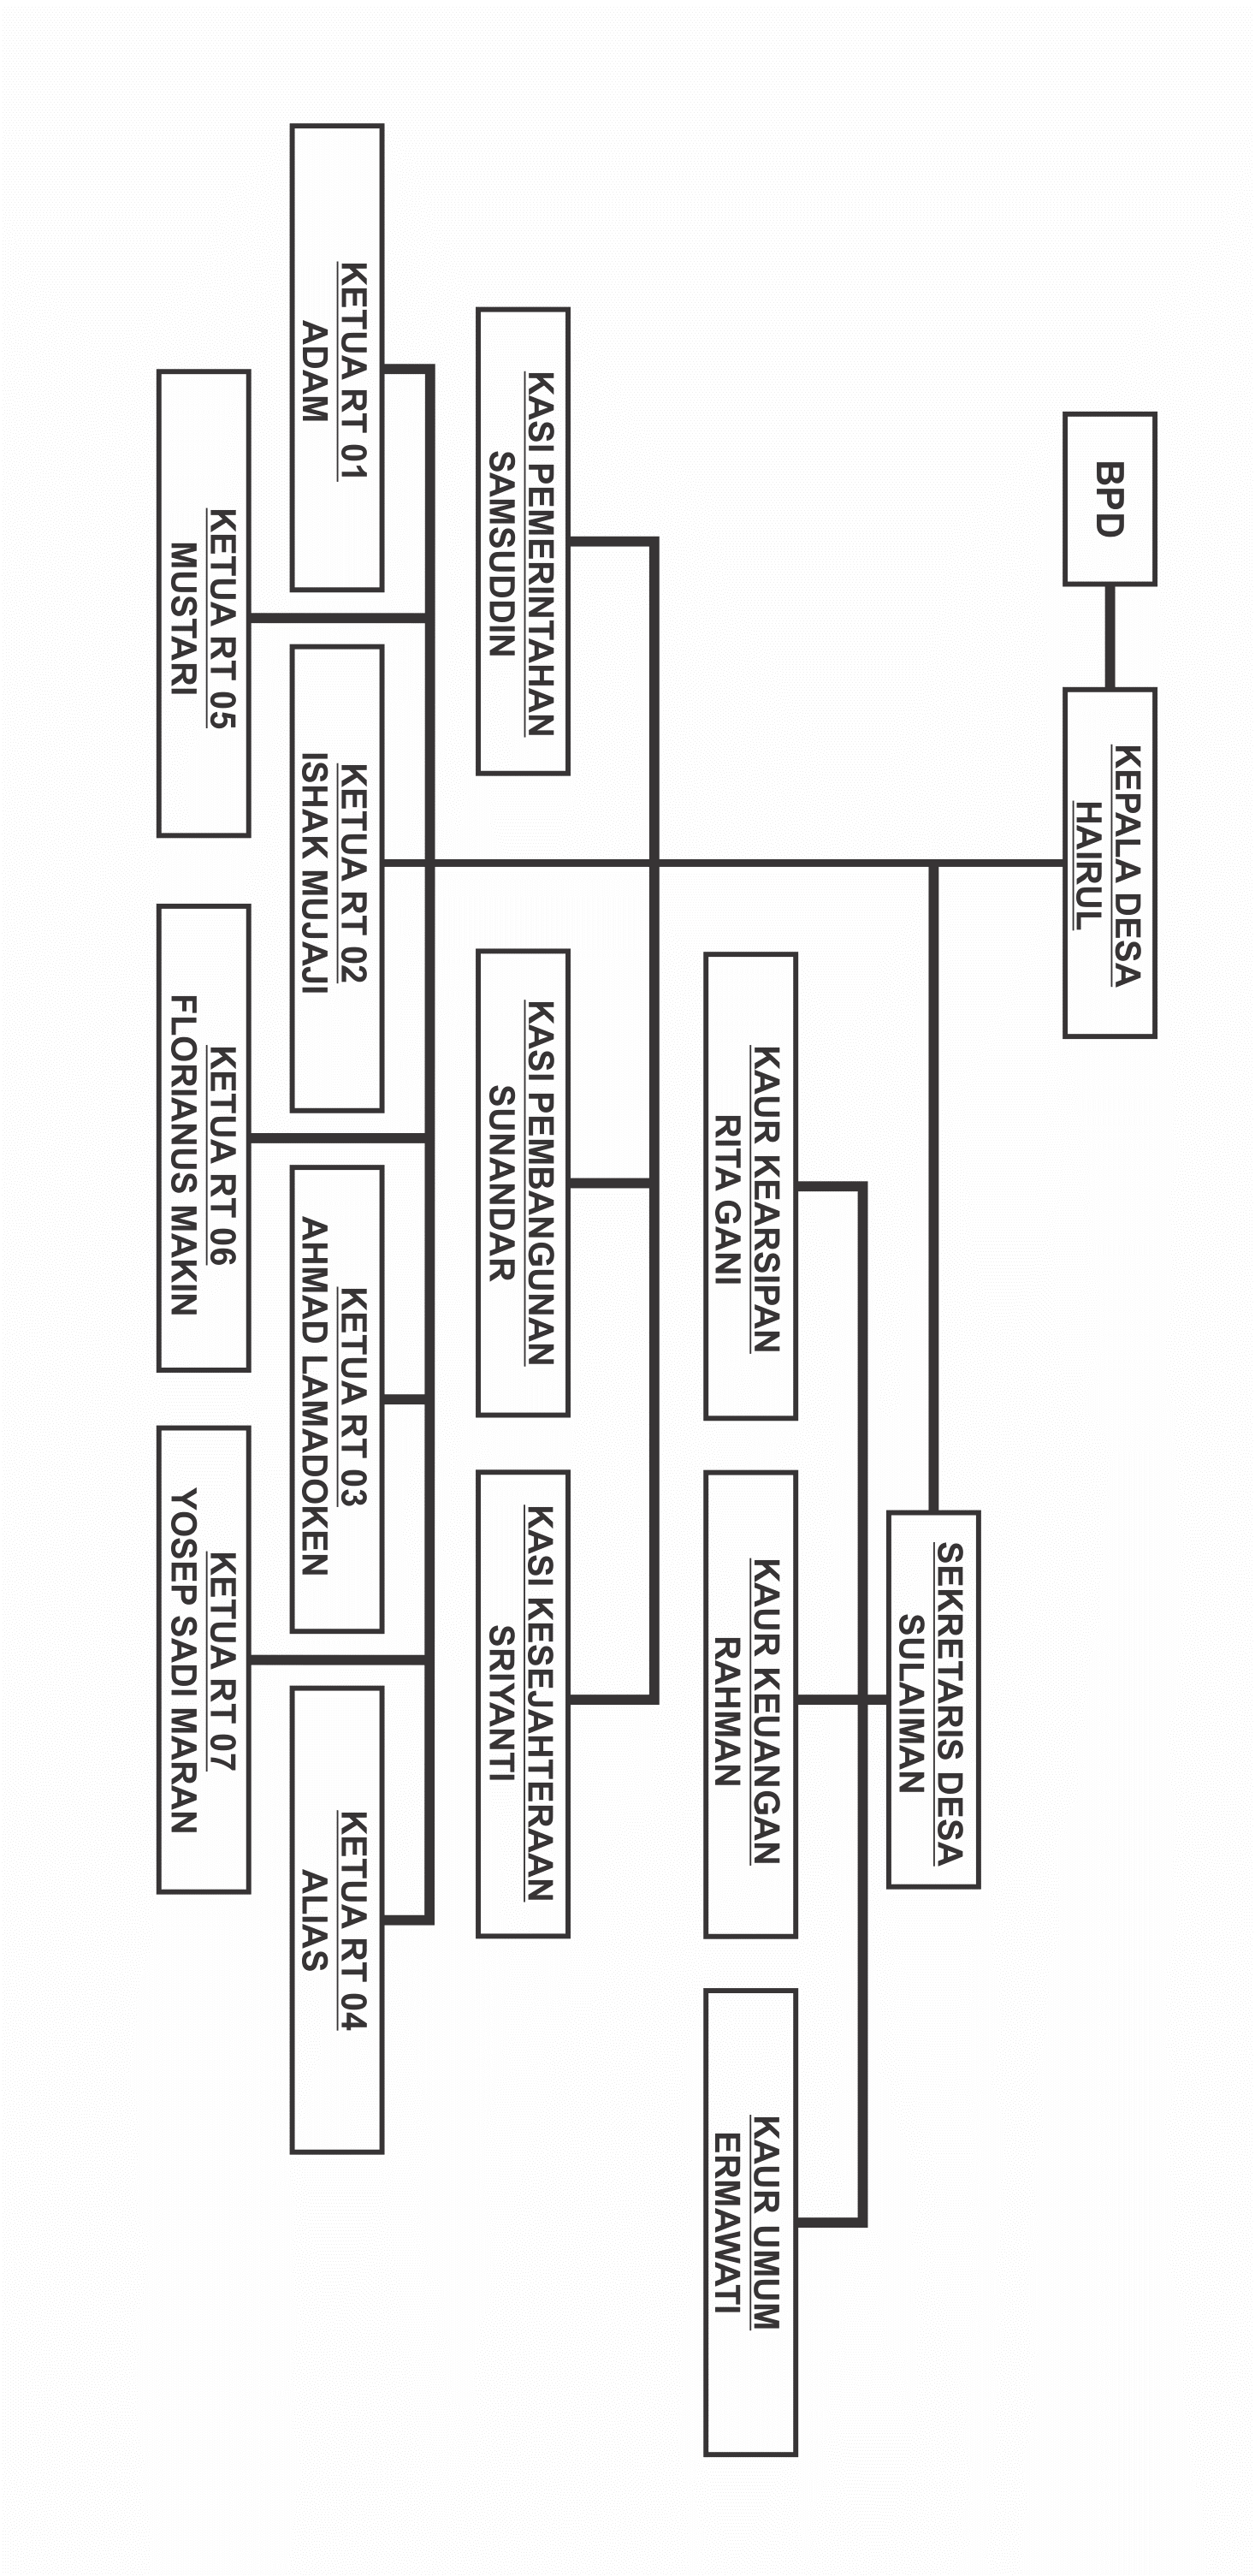 BPD
KEPALA DESA
HAIRUL
SEKRETARIS DESA
SULAIMAN
KAUR KEARSIPAN
RITA GANI
KAUR KEUANGAN
RAHMAN
KAUR UMUM
ERMAWATI
KASI PEMERINTAHAN
SAMSUDDIN
KASI PEMBANGUNAN
SUNANDAR
KASI KESEJAHTERAAN
SRIYANTI
KETUA RT 01
ADAM
KETUA RT 02
ISHAK MUJAJI
KETUA RT 03
AHMAD LAMADOKEN
KETUA RT 04
ALIAS
KETUA RT 05
MUSTARI
KETUA RT 06
FLORIANUS MAKIN
KETUA RT 07
YOSEP SADI MARAN